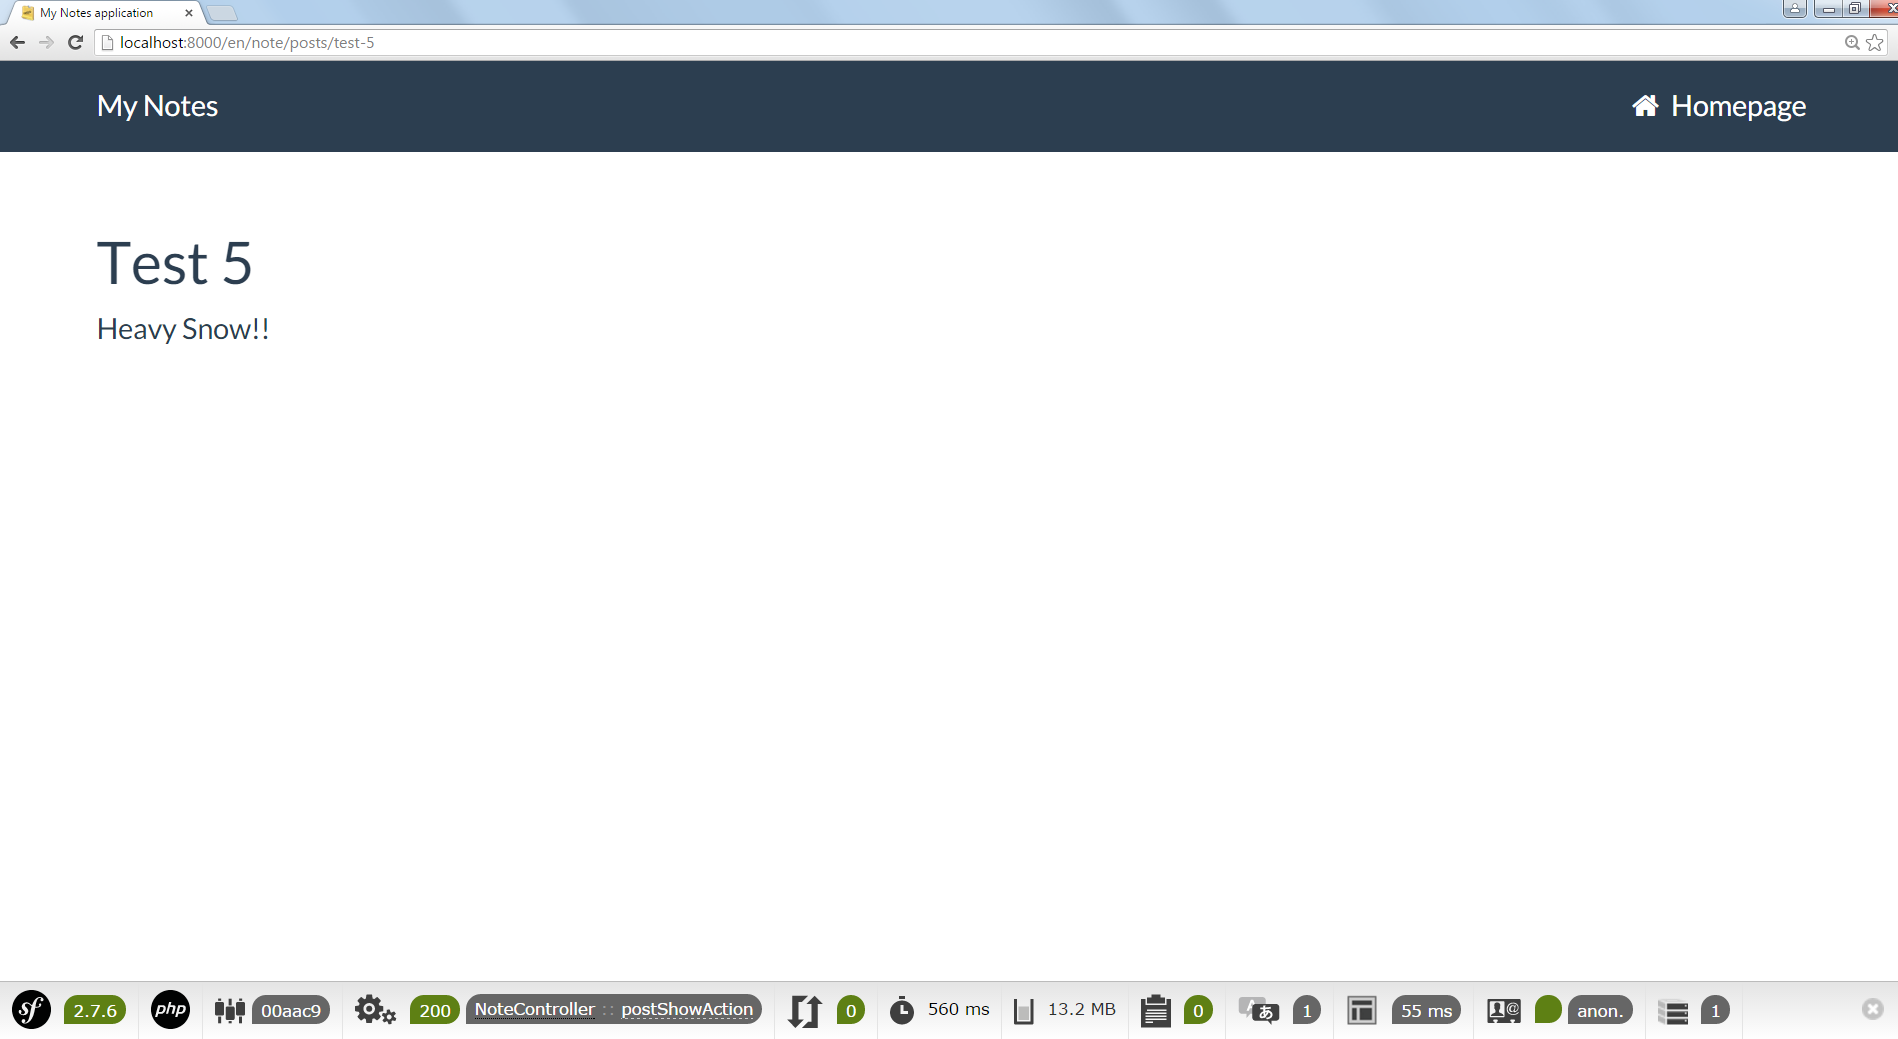 My Notes application
localhost:8000/en/note/posts/test-5
My Notes
Homepage
Test 5
Heavy Snow!!
sf 2.7.6 php 00aac9 200 NoteController :: postShowAction 0 560 ms 13.2 MB 0 A あ 1 55 ms @ anon. 1